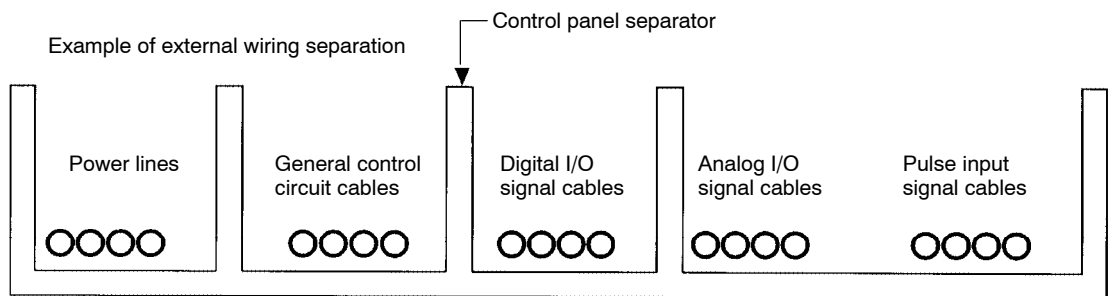 Control panel separator
Example of external wiring separation
Power lines
General control
circuit cables
Digital I/O
signal cables
Analog I/O
signal cables
Pulse input
signal cables